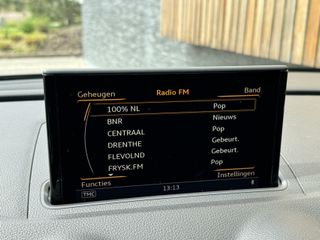 Geheugen Radio FM Band
100% NL Pop
BNR Nieuws
CENTRAAL Pop
DRENTHE Gebeurt.
FLEVOLND Gebeurt.
FRYSK.FM Pop
Functies Instellingen
TMC 13:13